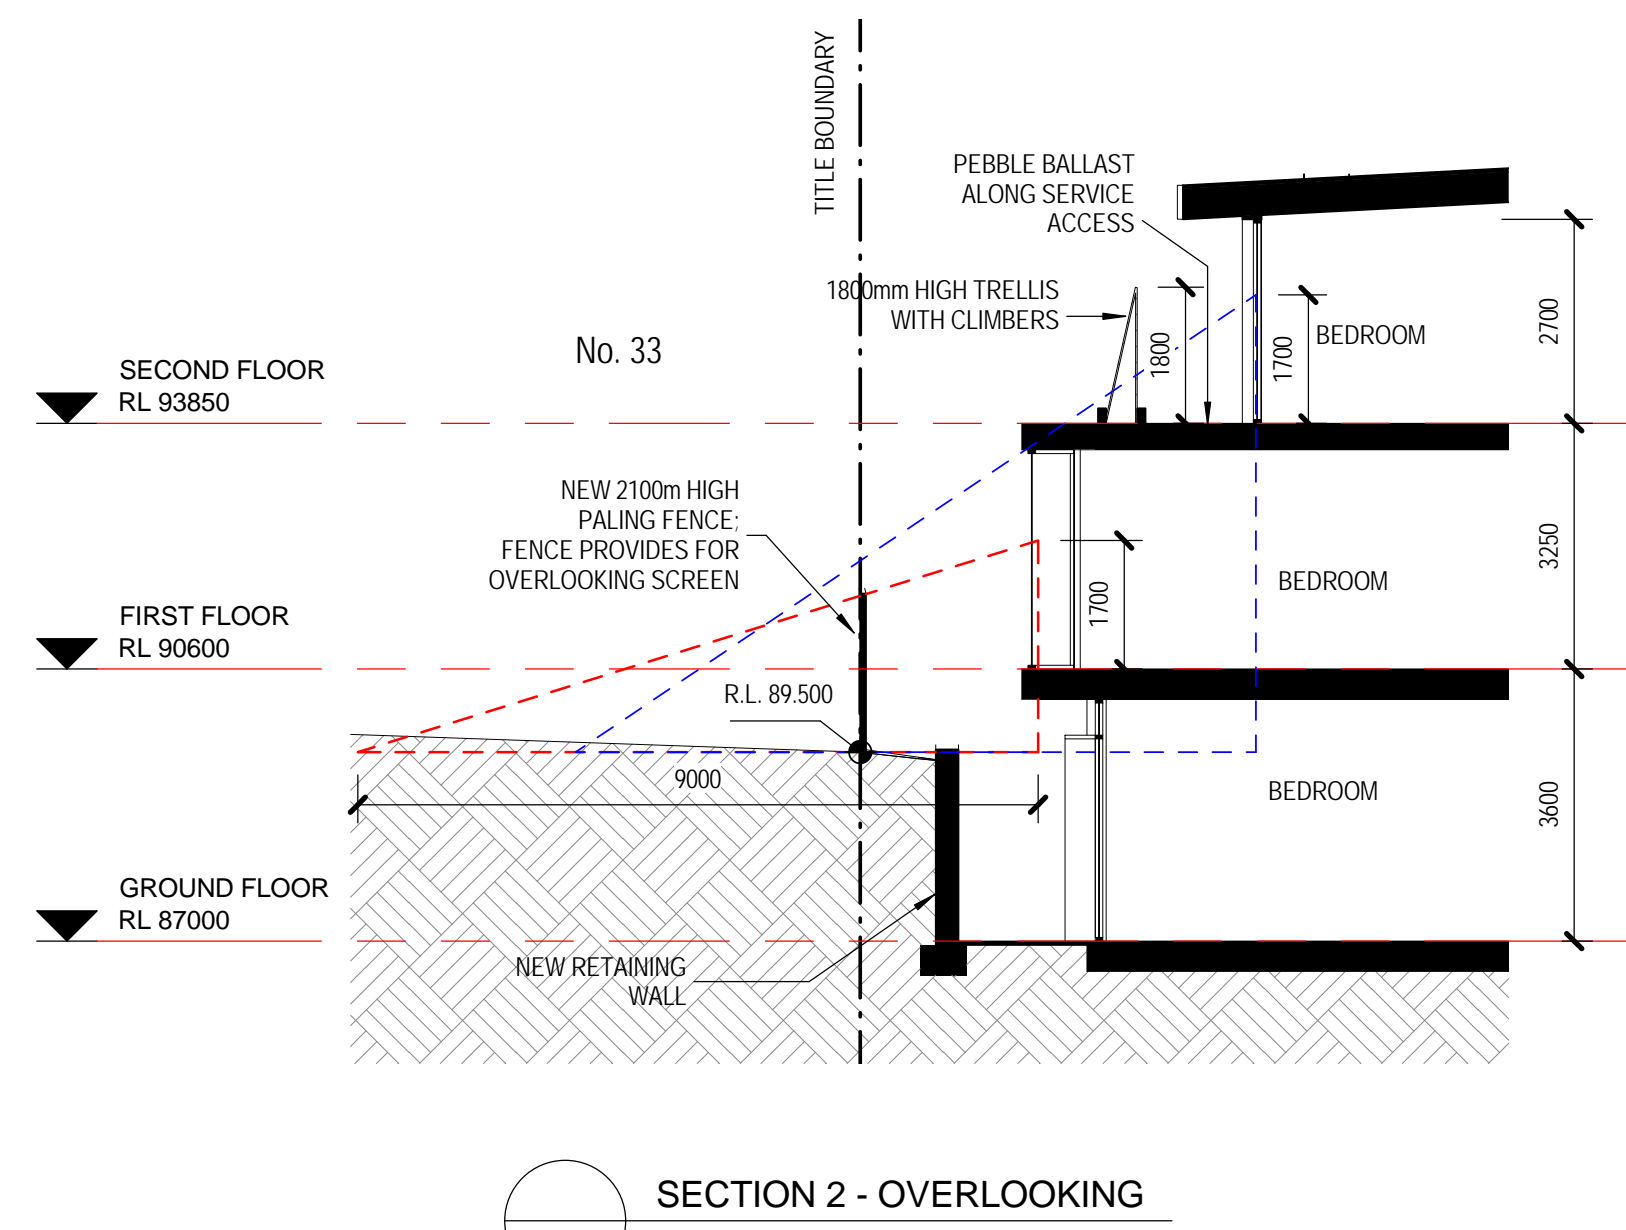 TITLE BOUNDARY
PEBBLE BALLAST
ALONG SERVICE
ACCESS
1800mm HIGH TRELLIS
WITH CLIMBERS
1800
1700
BEDROOM
2700
No. 33
SECOND FLOOR
RL 93850
NEW 2100m HIGH
PALING FENCE;
FENCE PROVIDES FOR
OVERLOOKING SCREEN
1700
BEDROOM
3250
FIRST FLOOR
RL 90600
R.L. 89.500
9000
BEDROOM
3600
GROUND FLOOR
RL 87000
NEW RETAINING
WALL
SECTION 2 - OVERLOOKING